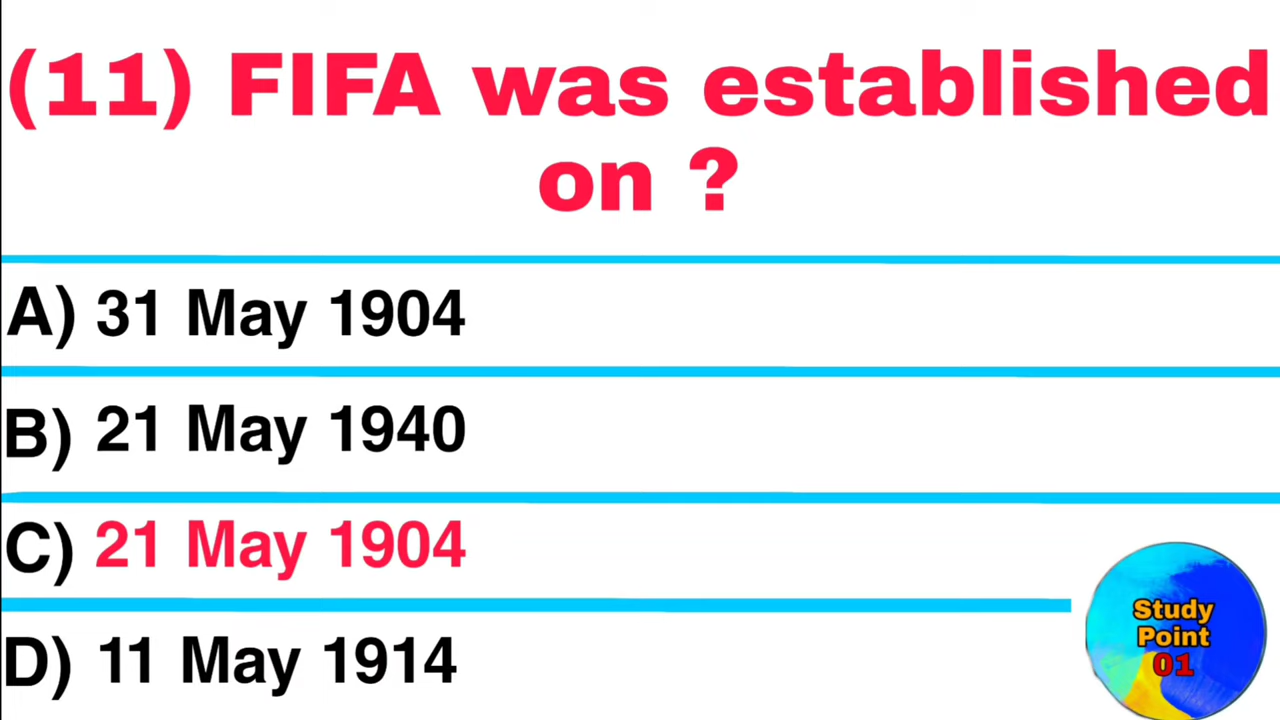 (11) FIFA was established
on ?
A) 31 May 1904
B) 21 May 1940
C) 21 May 1904
D) 11 May 1914
Study
Point
01